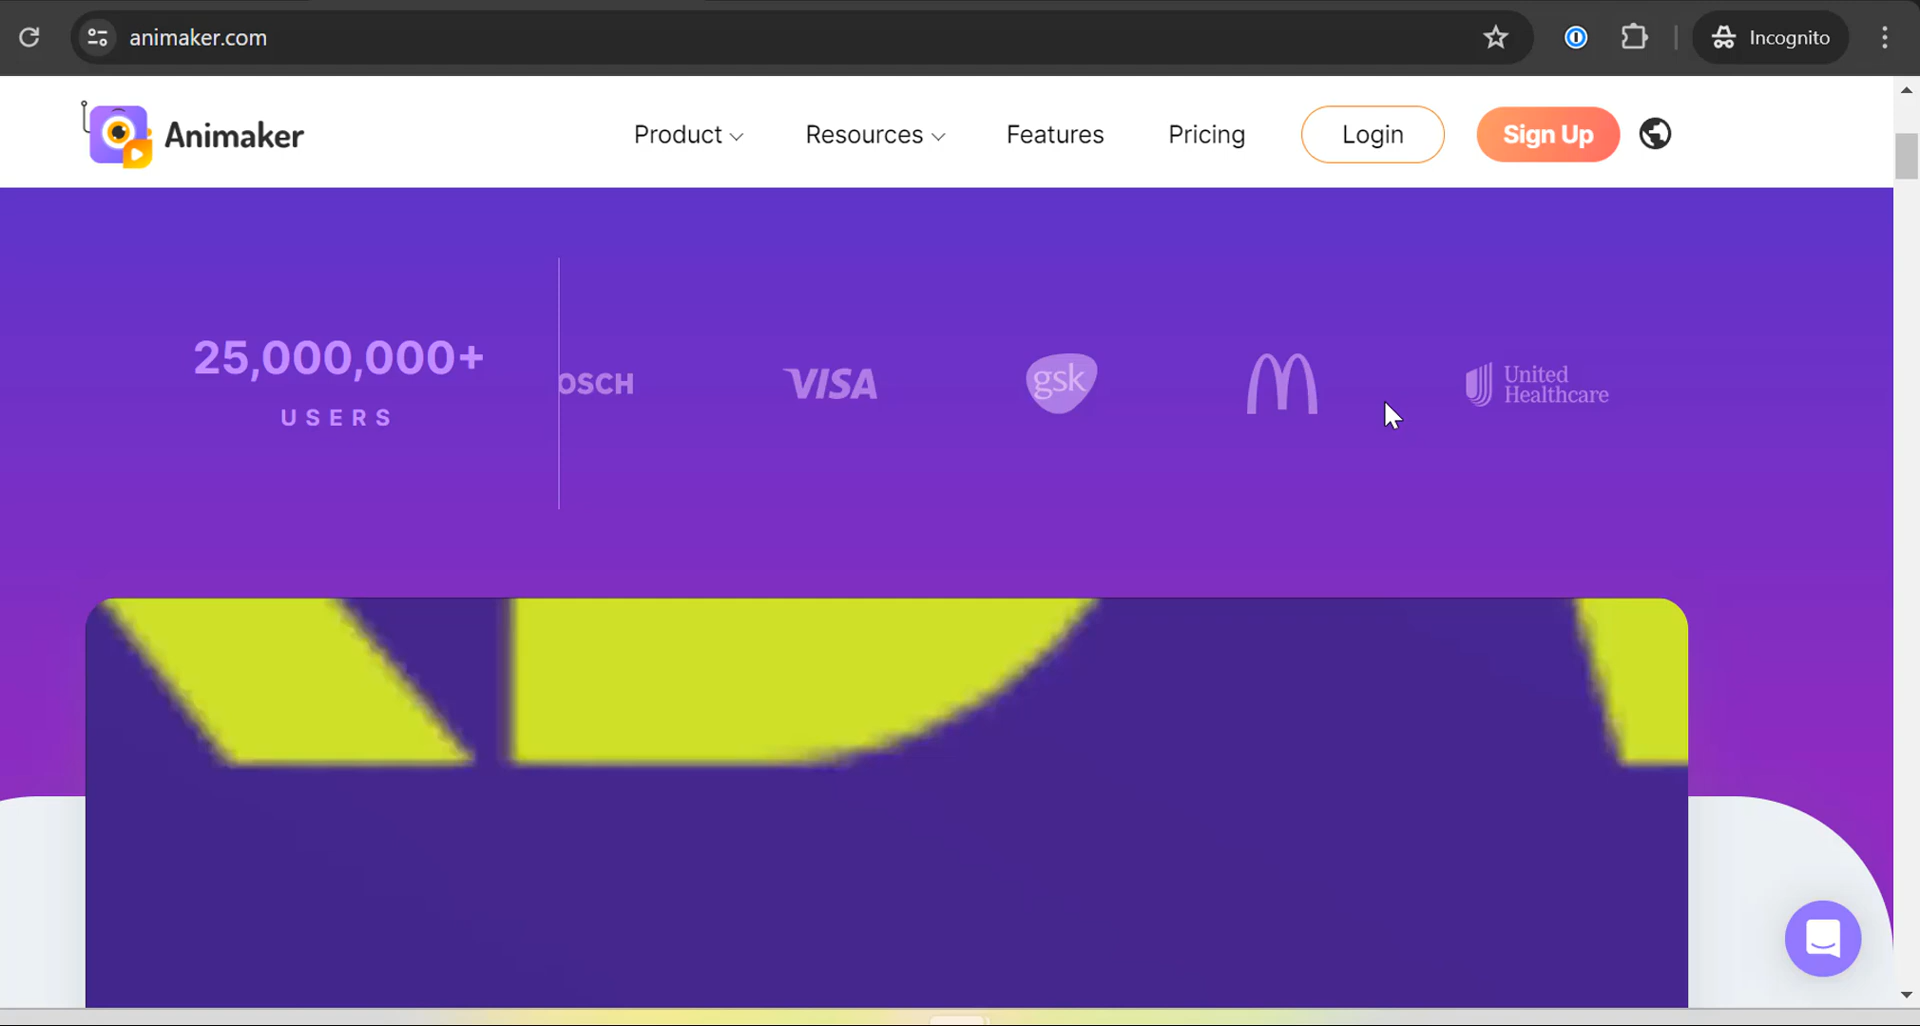 animaker.com
Incognito
Animaker
Product
Resources
Features
Pricing
Login
Sign Up
25,000,000+
USERS
OSCH
VISA
gsk
United
Healthcare